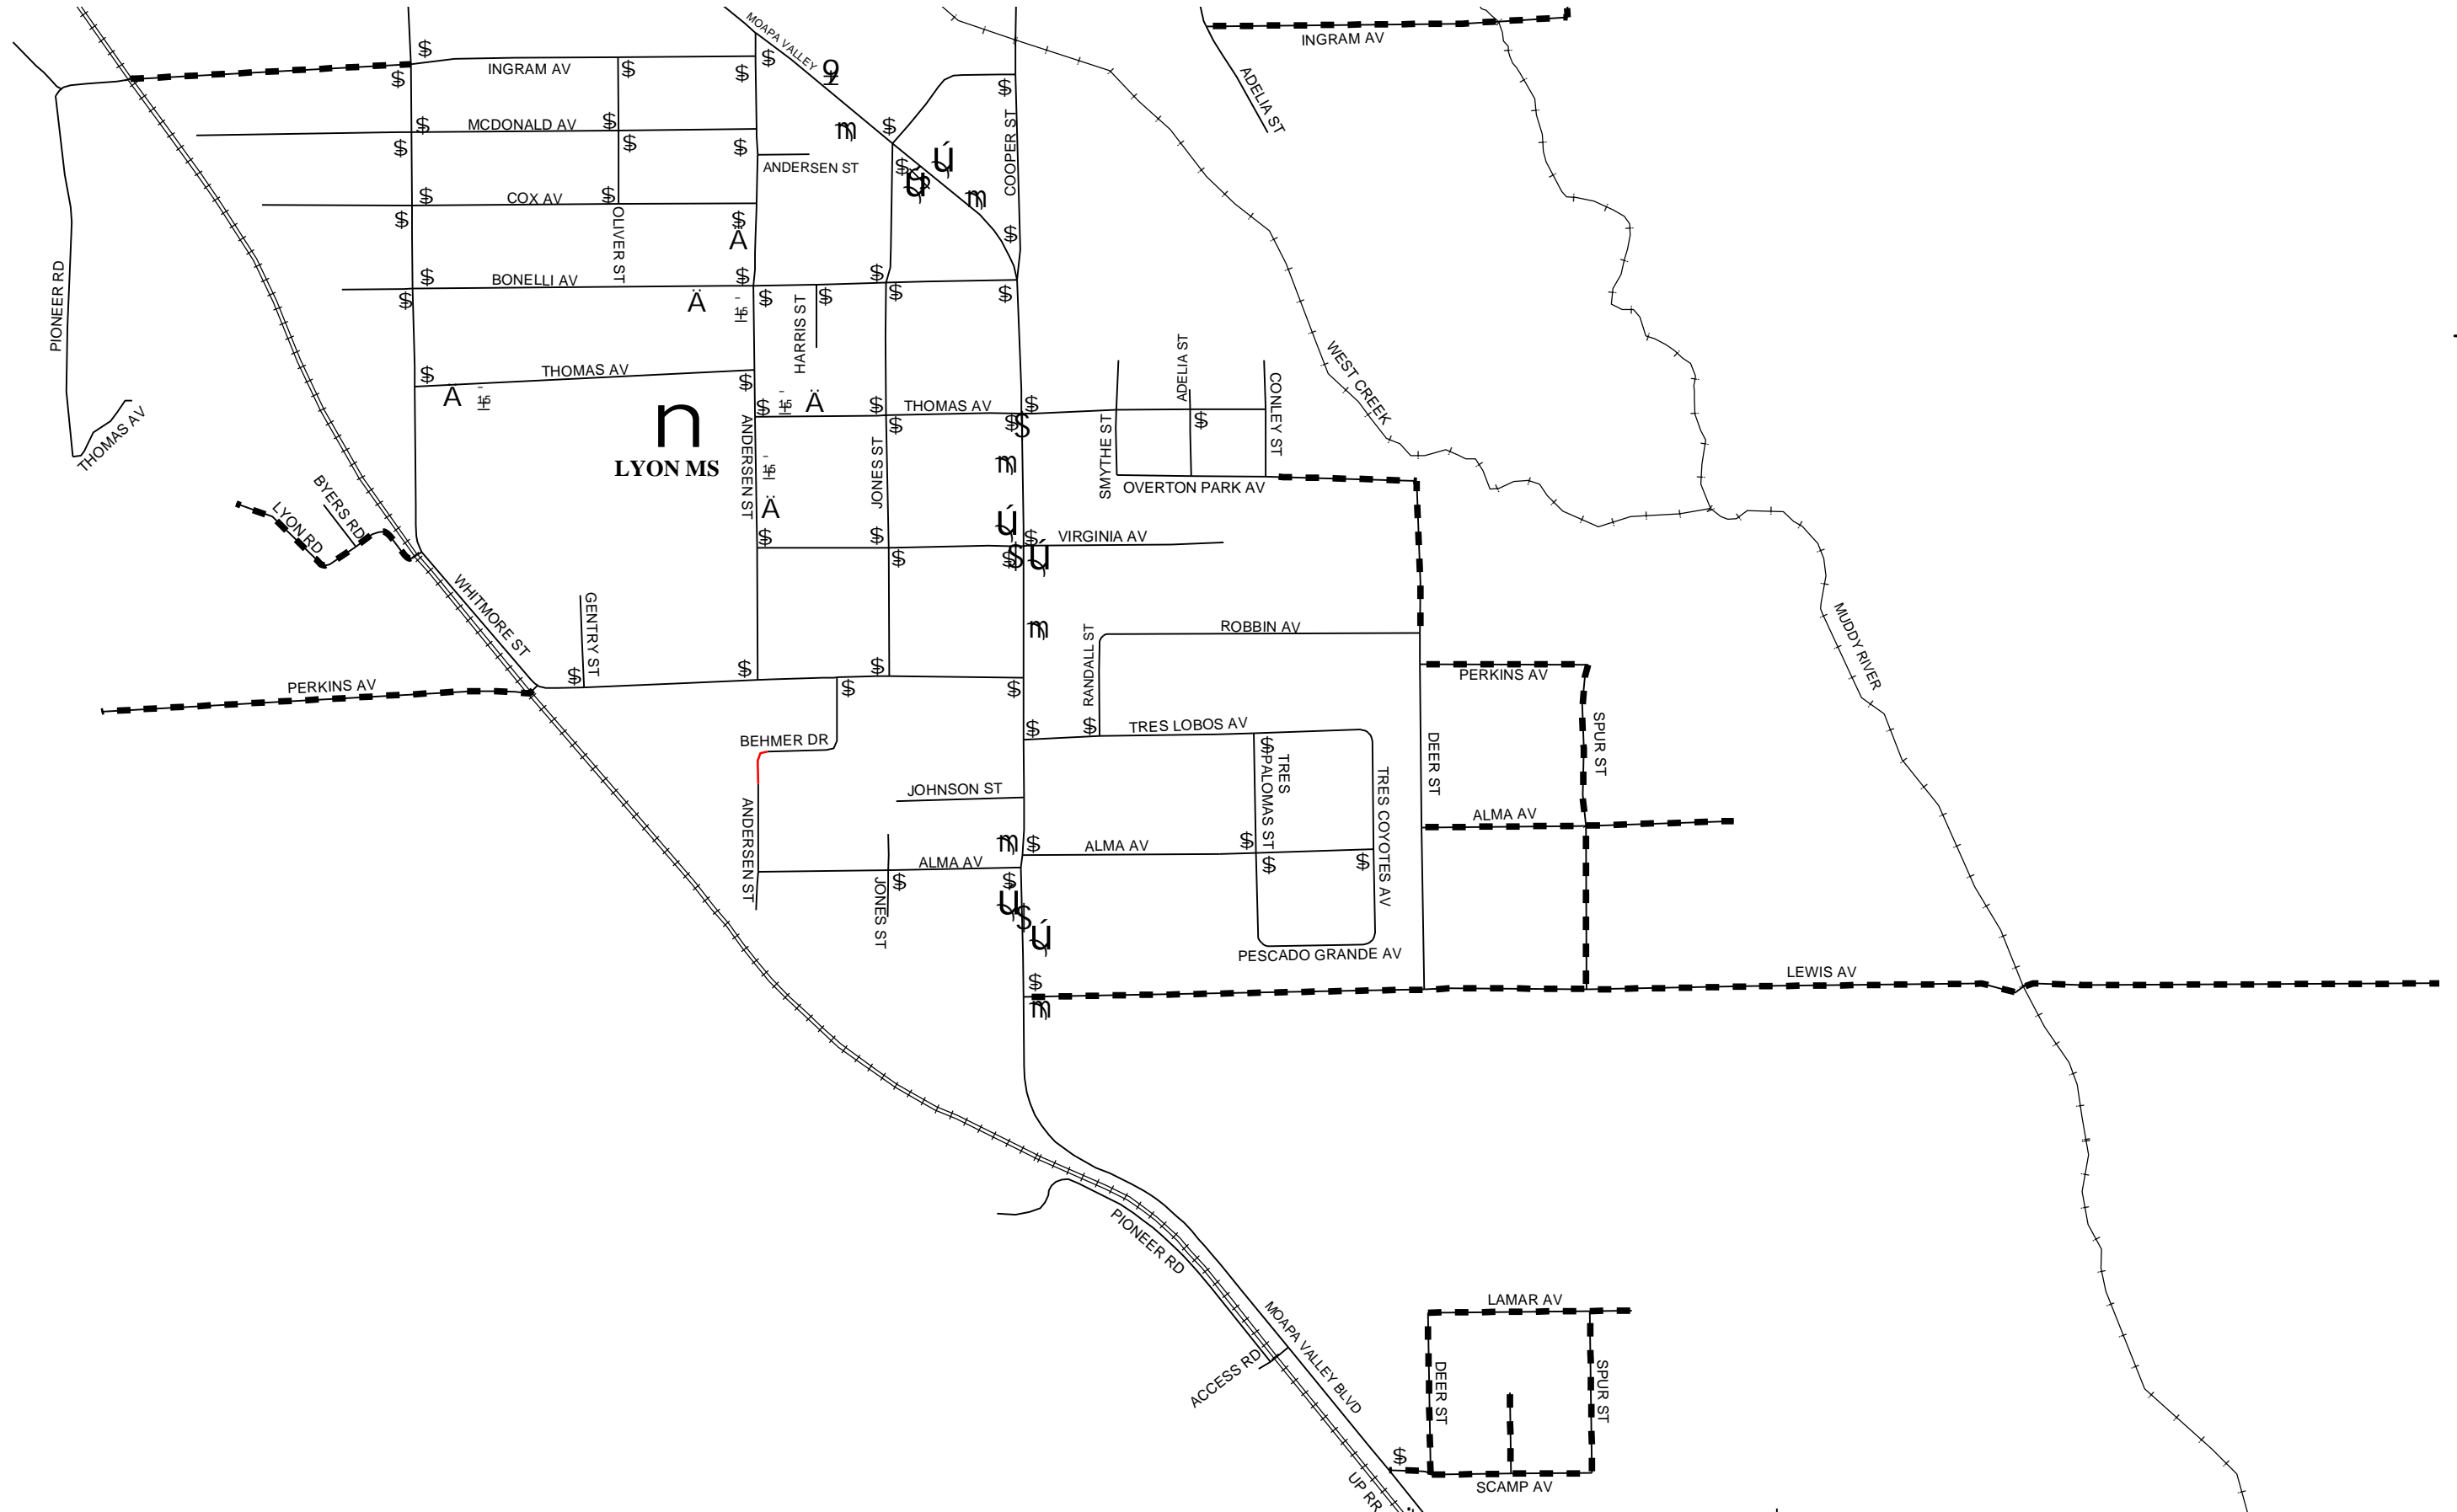 MOAPA VALLEY
INGRAM AV
INGRAM AV
ADELIA ST
MCDONALD AV
COOPER ST
ANDERSEN ST
COX AV
OLIVER ST
PIONEER RD
BONELLI AV
HARRIS ST
THOMAS AV
THOMAS AV
ADELIA ST
WEST CREEK
CONLEY ST
THOMAS AV
LYON MS
ANDERSEN ST
JONES ST
SMYTHE ST
OVERTON PARK AV
BYERS RD
LYON RD
VIRGINIA AV
WHITMORE ST
GENTRY ST
RANDALL ST
ROBBIN AV
MUDDY RIVER
PERKINS AV
PERKINS AV
BEHMER DR
TRES LOBOS AV
TRES
PALOMAS ST
DEER ST
SPUR ST
TRES COYOTES AV
ANDERSEN ST
JOHNSON ST
ALMA AV
ALMA AV
ALMA AV
JONES ST
PESCADO GRANDE AV
LEWIS AV
PIONEER RD
MOAPA VALLEY BLVD
ACCESS RD
LAMAR AV
DEER ST
SPUR ST
SCAMP AV
UP RR